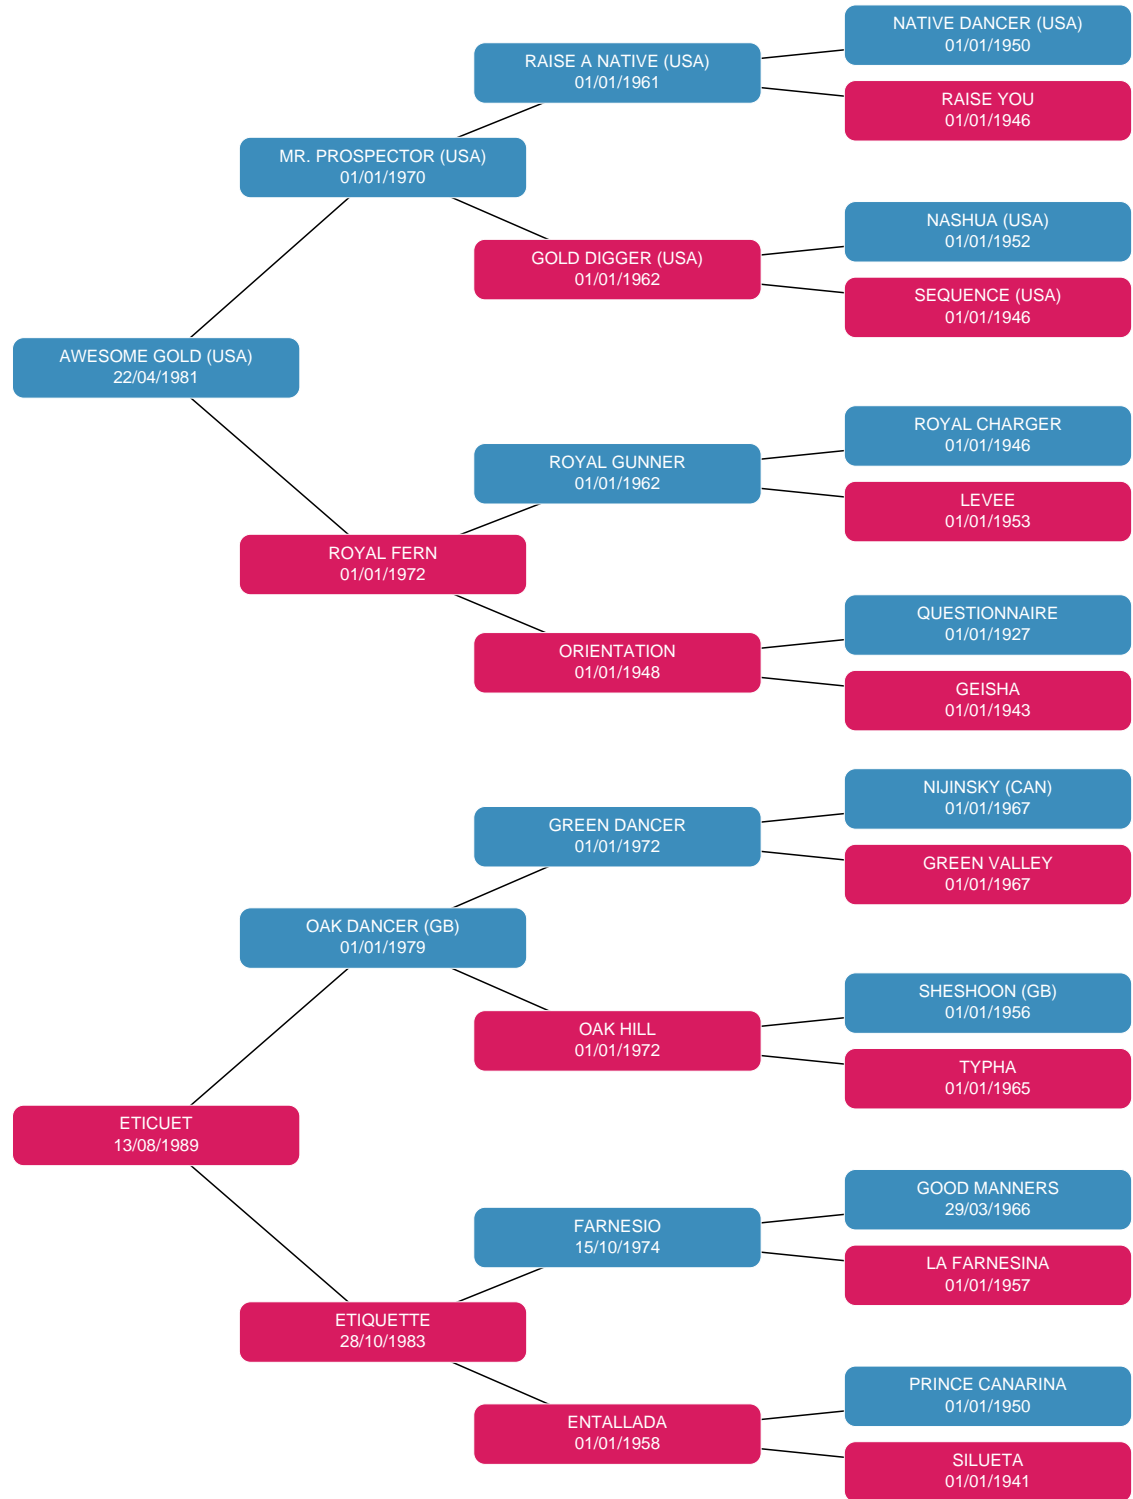 NATIVE DANCER (USA)
01/01/1950
RAISE A NATIVE (USA)
01/01/1961
RAISE YOU
01/01/1946
MR. PROSPECTOR (USA)
01/01/1970
NASHUA (USA)
01/01/1952
GOLD DIGGER (USA)
01/01/1962
SEQUENCE (USA)
01/01/1946
AWESOME GOLD (USA)
22/04/1981
ROYAL CHARGER
01/01/1946
ROYAL GUNNER
01/01/1962
LEVEE
01/01/1953
ROYAL FERN
01/01/1972
QUESTIONNAIRE
01/01/1927
ORIENTATION
01/01/1948
GEISHA
01/01/1943
NIJINSKY (CAN)
01/01/1967
GREEN DANCER
01/01/1972
GREEN VALLEY
01/01/1967
OAK DANCER (GB)
01/01/1979
SHESHOON (GB)
01/01/1956
OAK HILL
01/01/1972
TYPHA
01/01/1965
ETICUET
13/08/1989
GOOD MANNERS
29/03/1966
FARNESIO
15/10/1974
LA FARNESINA
01/01/1957
ETIQUETTE
28/10/1983
PRINCE CANARINA
01/01/1950
ENTALLADA
01/01/1958
SILUETA
01/01/1941